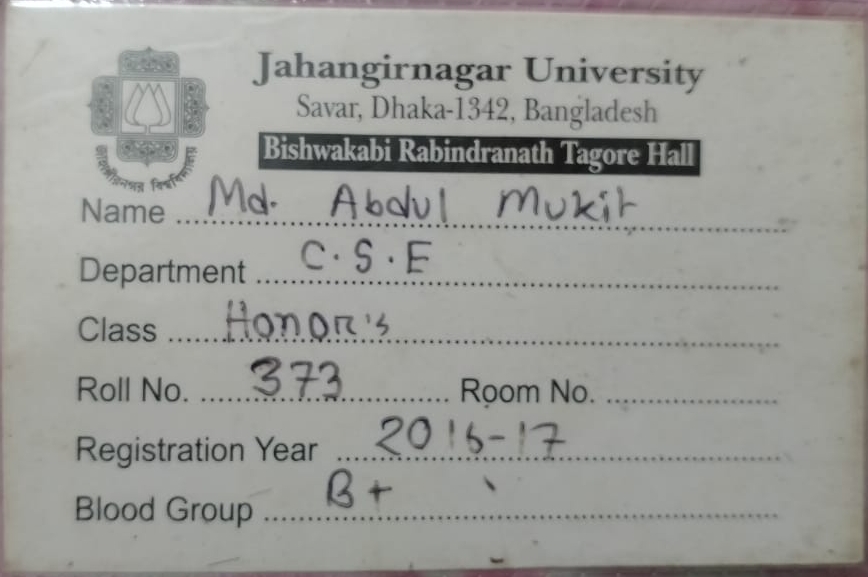 Jahangirnagar University
Savar, Dhaka-1342, Bangladesh
Bishwakabi Rabindranath Tagore Hall
জাহাঙ্গীরনগর বিশ্ববিদ্যালয়
Name Md. Abdul Mukit
Department C.S.E
Class Honor's
Roll No. 373 Room No.
Registration Year 2016-17
Blood Group B+